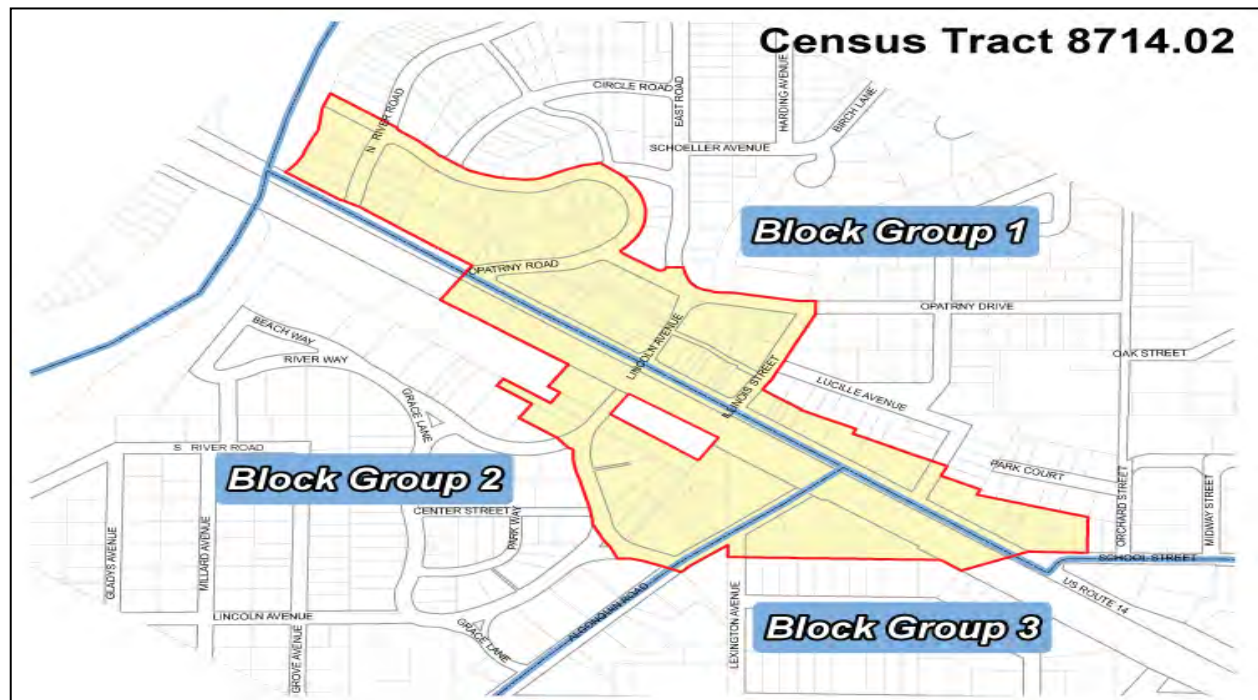 Census Tract 8714.02
N RIVER ROAD
CIRCLE ROAD
EAST ROAD
HARDING AVENUE
BIRCH LANE
SCHOELLER AVENUE
Block Group 1
OPATRNY ROAD
OPATRNY DRIVE
BEACH WAY
RIVER WAY
LINCOLN AVENUE
OAK STREET
ILLINOIS STREET
LUCILLE AVENUE
GRACE LANE
S RIVER ROAD
PARK COURT
Block Group 2
CENTER STREET
PARK WAY
ORCHARD STREET
MIDWAY STREET
GLADYS AVENUE
MILLARD AVENUE
SCHOOL STREET
US ROUTE 14
LINCOLN AVENUE
GROVE AVENUE
GRACE LANE
ALGONQUIN ROAD
LEXINGTON AVENUE
Block Group 3